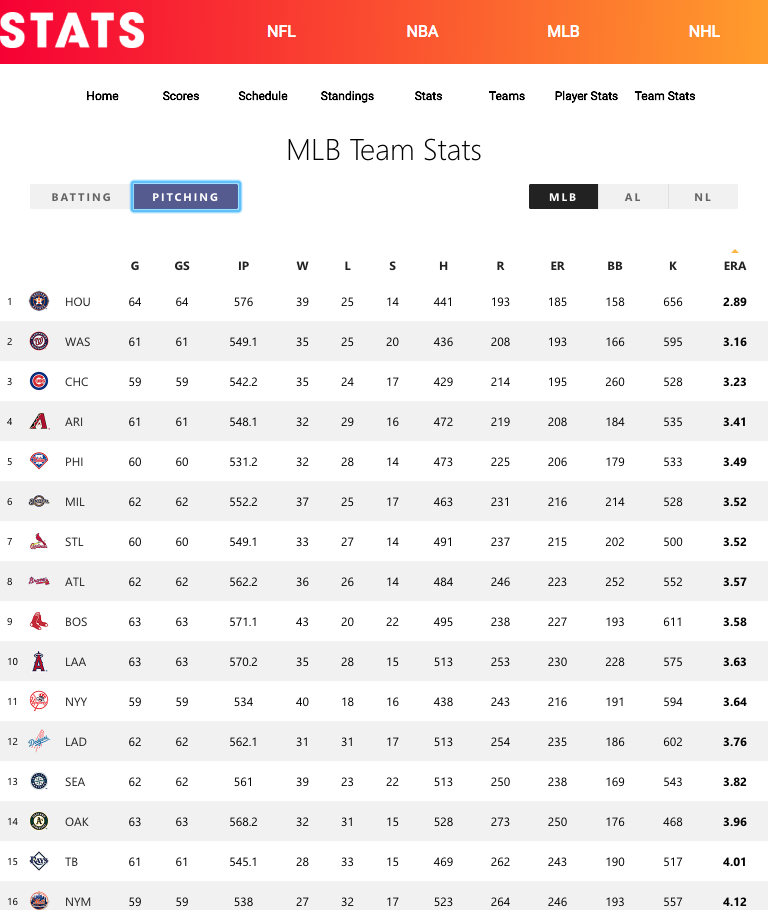 STATS NFL NBA MLB NHL
Home Scores Schedule Standings Stats Teams Player Stats Team Stats
MLB Team Stats
BATTING PITCHING MLB AL NL
G GS IP W L S H R ER BB K ERA
1 HOU 64 64 576 39 25 14 441 193 185 158 656 2.89
2 WAS 61 61 549.1 35 25 20 436 208 193 166 595 3.16
3 CHC 59 59 542.2 35 24 17 429 214 195 260 528 3.23
4 ARI 61 61 548.1 32 29 16 472 219 208 184 535 3.41
5 PHI 60 60 531.2 32 28 14 473 225 206 179 533 3.49
6 MIL 62 62 552.2 37 25 17 463 231 216 214 528 3.52
7 STL 60 60 549.1 33 27 14 491 237 215 202 500 3.52
8 ATL 62 62 562.2 36 26 14 484 246 223 252 552 3.57
9 BOS 63 63 571.1 43 20 22 495 238 227 193 611 3.58
10 LAA 63 63 570.2 35 28 15 513 253 230 228 575 3.63
11 NYY 59 59 534 40 18 16 438 243 216 191 594 3.64
12 LAD 62 62 562.1 31 31 17 513 254 235 186 602 3.76
13 SEA 62 62 561 39 23 22 513 250 238 169 543 3.82
14 OAK 63 63 568.2 32 31 15 528 273 250 176 468 3.96
15 TB 61 61 545.1 28 33 15 469 262 243 190 517 4.01
16 NYM 59 59 538 27 32 17 523 264 246 193 557 4.12